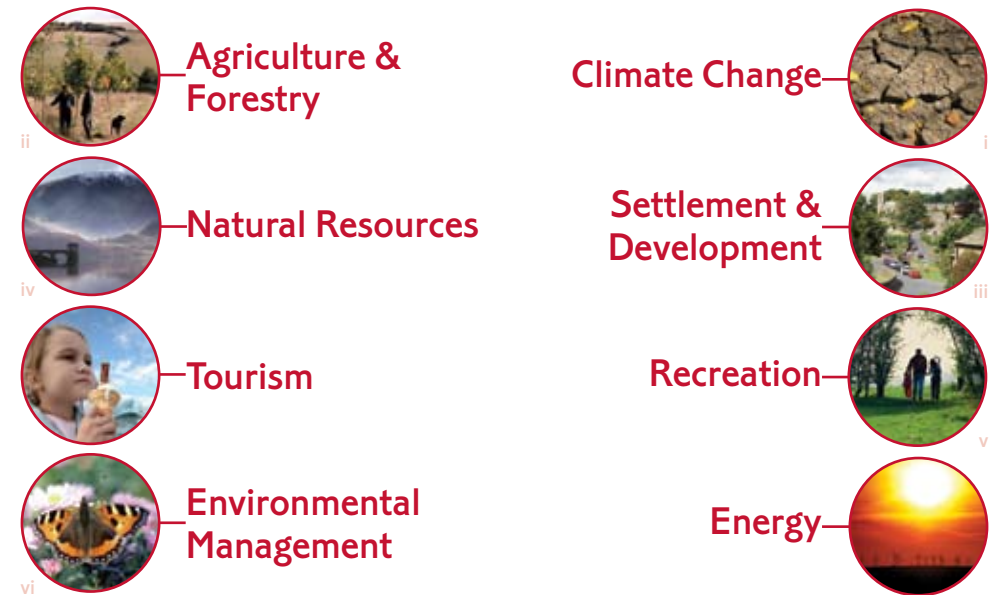 Agriculture &
Forestry
ii
Climate Change
i
Natural Resources
iv
Settlement &
Development
iii
Tourism
Recreation
v
Environmental
Management
vi
Energy